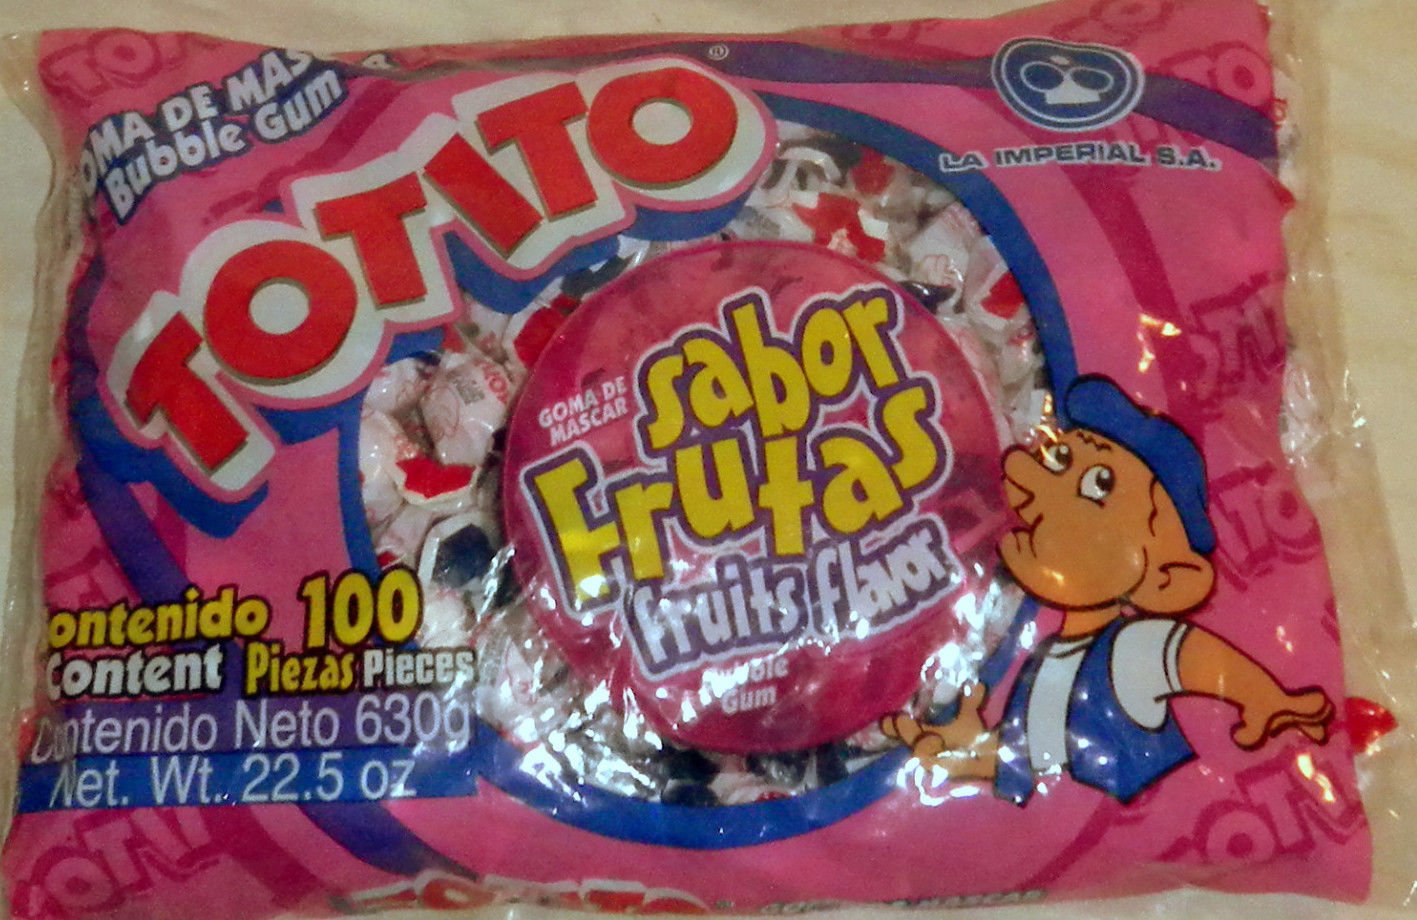 GOMA DE MAS
Bubble Gum
TOTITO®
LA IMPERIAL S.A.
GOMA DE
MASCAR
sabor
Frutas
fruits flavor
Bubble
Gum
Contenido 100
Content Piezas Pieces
Contenido Neto 630g
Net. Wt. 22.5 oz